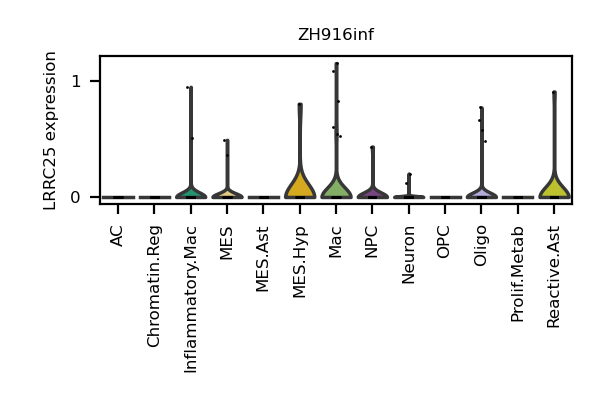 ZH916inf
LRRC25 expression
1
0
AC
Chromatin.Reg
Inflammatory.Mac
MES
MES.Ast
MES.Hyp
Mac
NPC
Neuron
OPC
Oligo
Prolif.Metab
Reactive.Ast